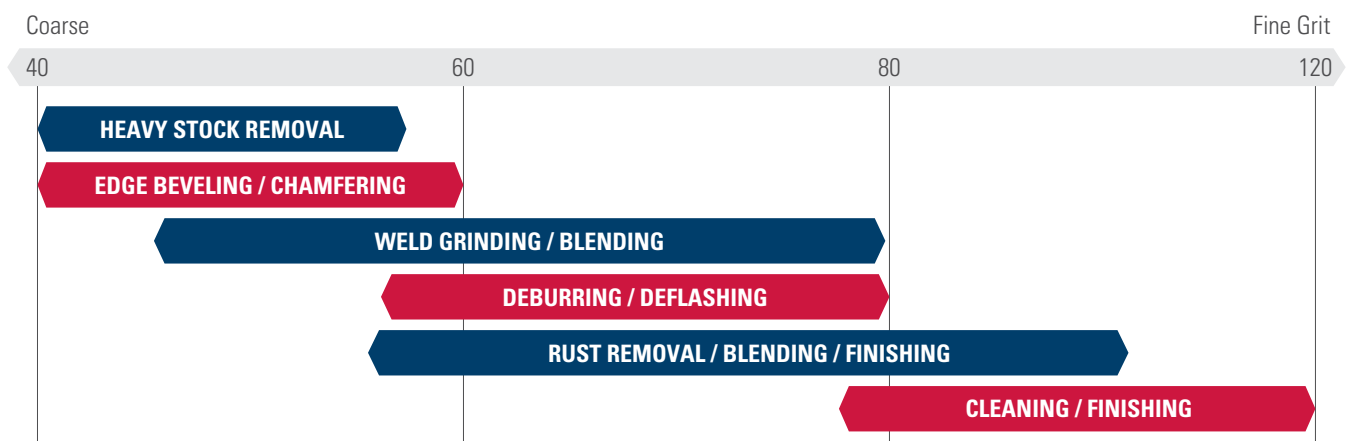 Coarse Fine Grit
40 60 80 120
HEAVY STOCK REMOVAL
EDGE BEVELING / CHAMFERING
WELD GRINDING / BLENDING
DEBURRING / DEFLASHING
RUST REMOVAL / BLENDING / FINISHING
CLEANING / FINISHING